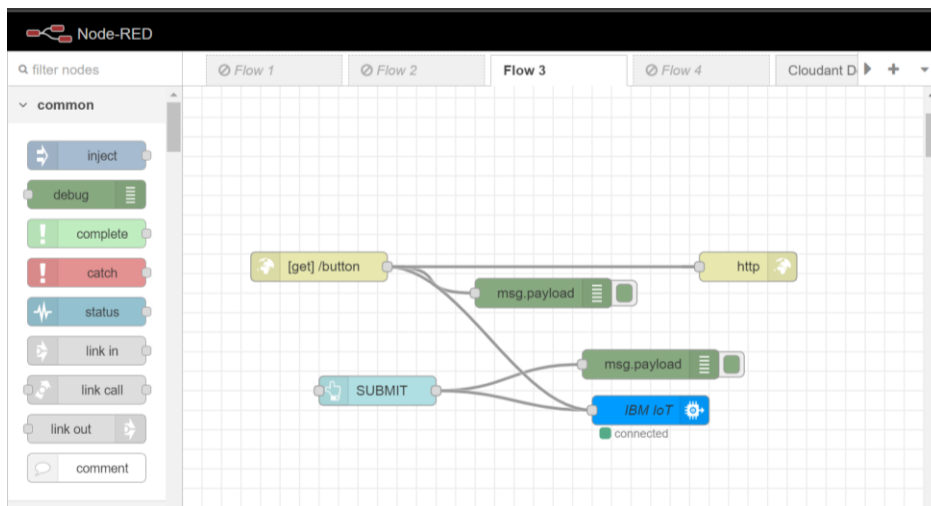 Node-RED
filter nodes
Flow 1
Flow 2
Flow 3
Flow 4
Cloudant D
common
inject
debug
complete
catch
status
link in
link call
link out
comment
[get] /button
http
msg.payload
msg.payload
SUBMIT
IBM IoT
connected